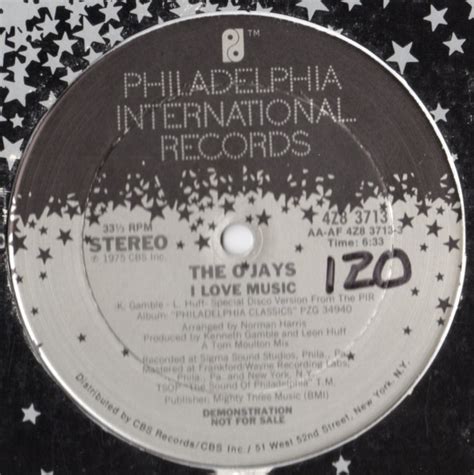 ™
PHILADELPHIA
INTERNATIONAL
RECORDS
33⅓ RPM
STEREO
℗ 1975 CBS Inc.
4Z8 3713
AA-AF 4Z8 3713-3
Time: 6:33
120
THE O'JAYS
I LOVE MUSIC
K. Gamble - L. Huff- Special Disco Version From The PIR
Album: "PHILADELPHIA CLASSICS" PZG 34940
Arranged by Norman Harris
Produced by Kenneth Gamble and Leon Huff
A Tom Moulton Mix
Recorded at Sigma Sound Studios, Phila., Pa.
Mastered at Frankford/Wayne Recording Labs;
Phila., Pa. and New York, N.Y.
TSOP "The Sound Of Philadelphia" T.M.
Publisher, Mighty Three Music (BMI)
DEMONSTRATION
NOT FOR SALE
Distributed by CBS Records/CBS Inc./ 51 West 52nd Street, New York, N.Y.